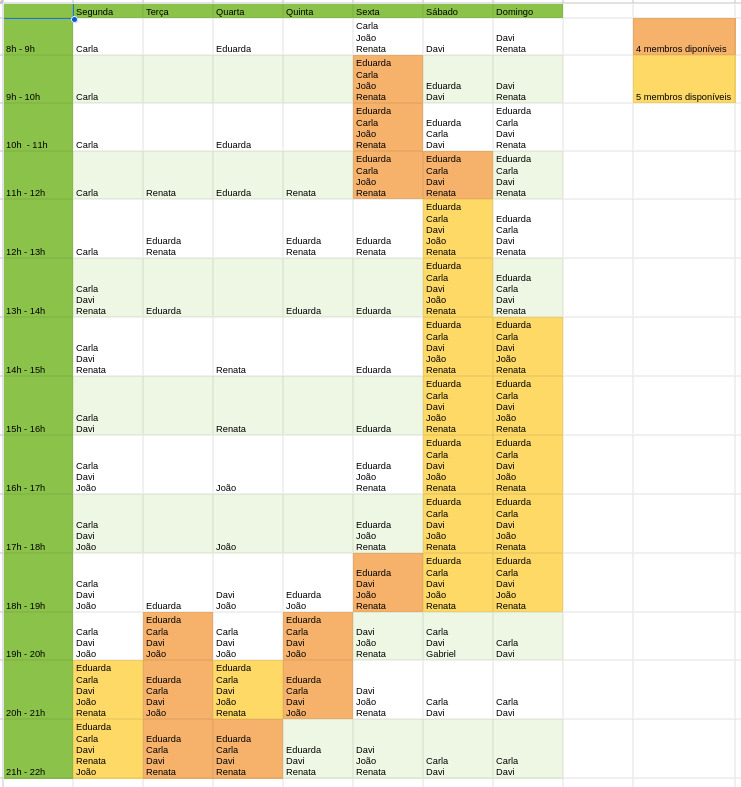 Segunda
Terça
Quarta
Quinta
Sexta
Sábado
Domingo
8h - 9h
Carla
Eduarda
Carla
João
Renata
Davi
Davi
Renata
4 membros diponíveis
9h - 10h
Carla
Eduarda
Carla
João
Renata
Eduarda
Davi
Davi
Renata
5 membros disponíveis
10h - 11h
Carla
Eduarda
Eduarda
Carla
João
Renata
Eduarda
Carla
Davi
Eduarda
Carla
Davi
Renata
11h - 12h
Carla
Renata
Eduarda
Renata
Eduarda
Carla
João
Renata
Eduarda
Carla
Davi
Renata
Eduarda
Carla
Davi
Renata
12h - 13h
Carla
Eduarda
Renata
Eduarda
Renata
Eduarda
Renata
Eduarda
Carla
Davi
João
Renata
Eduarda
Carla
Davi
Renata
13h - 14h
Carla
Davi
Renata
Eduarda
Eduarda
Eduarda
Eduarda
Carla
Davi
João
Renata
Eduarda
Carla
Davi
Renata
14h - 15h
Carla
Davi
Renata
Renata
Eduarda
Eduarda
Carla
Davi
João
Renata
Eduarda
Carla
Davi
João
Renata
15h - 16h
Carla
Davi
Renata
Eduarda
Eduarda
Carla
Davi
João
Renata
Eduarda
Carla
Davi
João
Renata
16h - 17h
Carla
Davi
João
João
Eduarda
João
Renata
Eduarda
Carla
Davi
João
Renata
Eduarda
Carla
Davi
João
Renata
17h - 18h
Carla
Davi
João
João
Eduarda
João
Renata
Eduarda
Carla
Davi
João
Renata
Eduarda
Carla
Davi
João
Renata
18h - 19h
Carla
Davi
João
Eduarda
Davi
João
Eduarda
João
Eduarda
Davi
João
Renata
Eduarda
Carla
Davi
João
Renata
Eduarda
Carla
Davi
João
Renata
19h - 20h
Carla
Davi
João
Eduarda
Carla
Davi
João
Carla
Davi
João
Eduarda
Carla
Davi
João
Davi
João
Renata
Carla
Davi
Gabriel
Carla
Davi
20h - 21h
Eduarda
Carla
Davi
João
Renata
Eduarda
Carla
Davi
João
Eduarda
Carla
Davi
João
Renata
Eduarda
Carla
Davi
João
Davi
João
Renata
Carla
Davi
Carla
Davi
21h - 22h
Eduarda
Carla
Davi
Renata
João
Eduarda
Carla
Davi
Renata
Eduarda
Carla
Davi
Renata
Eduarda
Davi
Renata
Davi
João
Renata
Carla
Davi
Carla
Davi